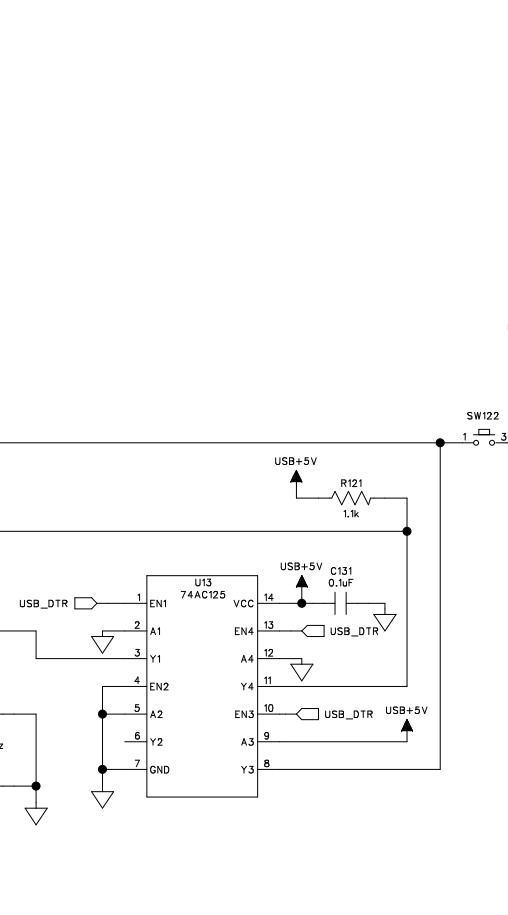 SW122
1 3
USB+5V
R121
1.1k
U13
74AC125
USB+5V
C131
0.1uF
USB_DTR 1 EN1 VCC 14
2 A1 EN4 13 USB_DTR
3 Y1 A4 12
4 EN2 Y4 11
5 A2 EN3 10 USB_DTR USB+5V
6 Y2 A3 9
z
7 GND Y3 8